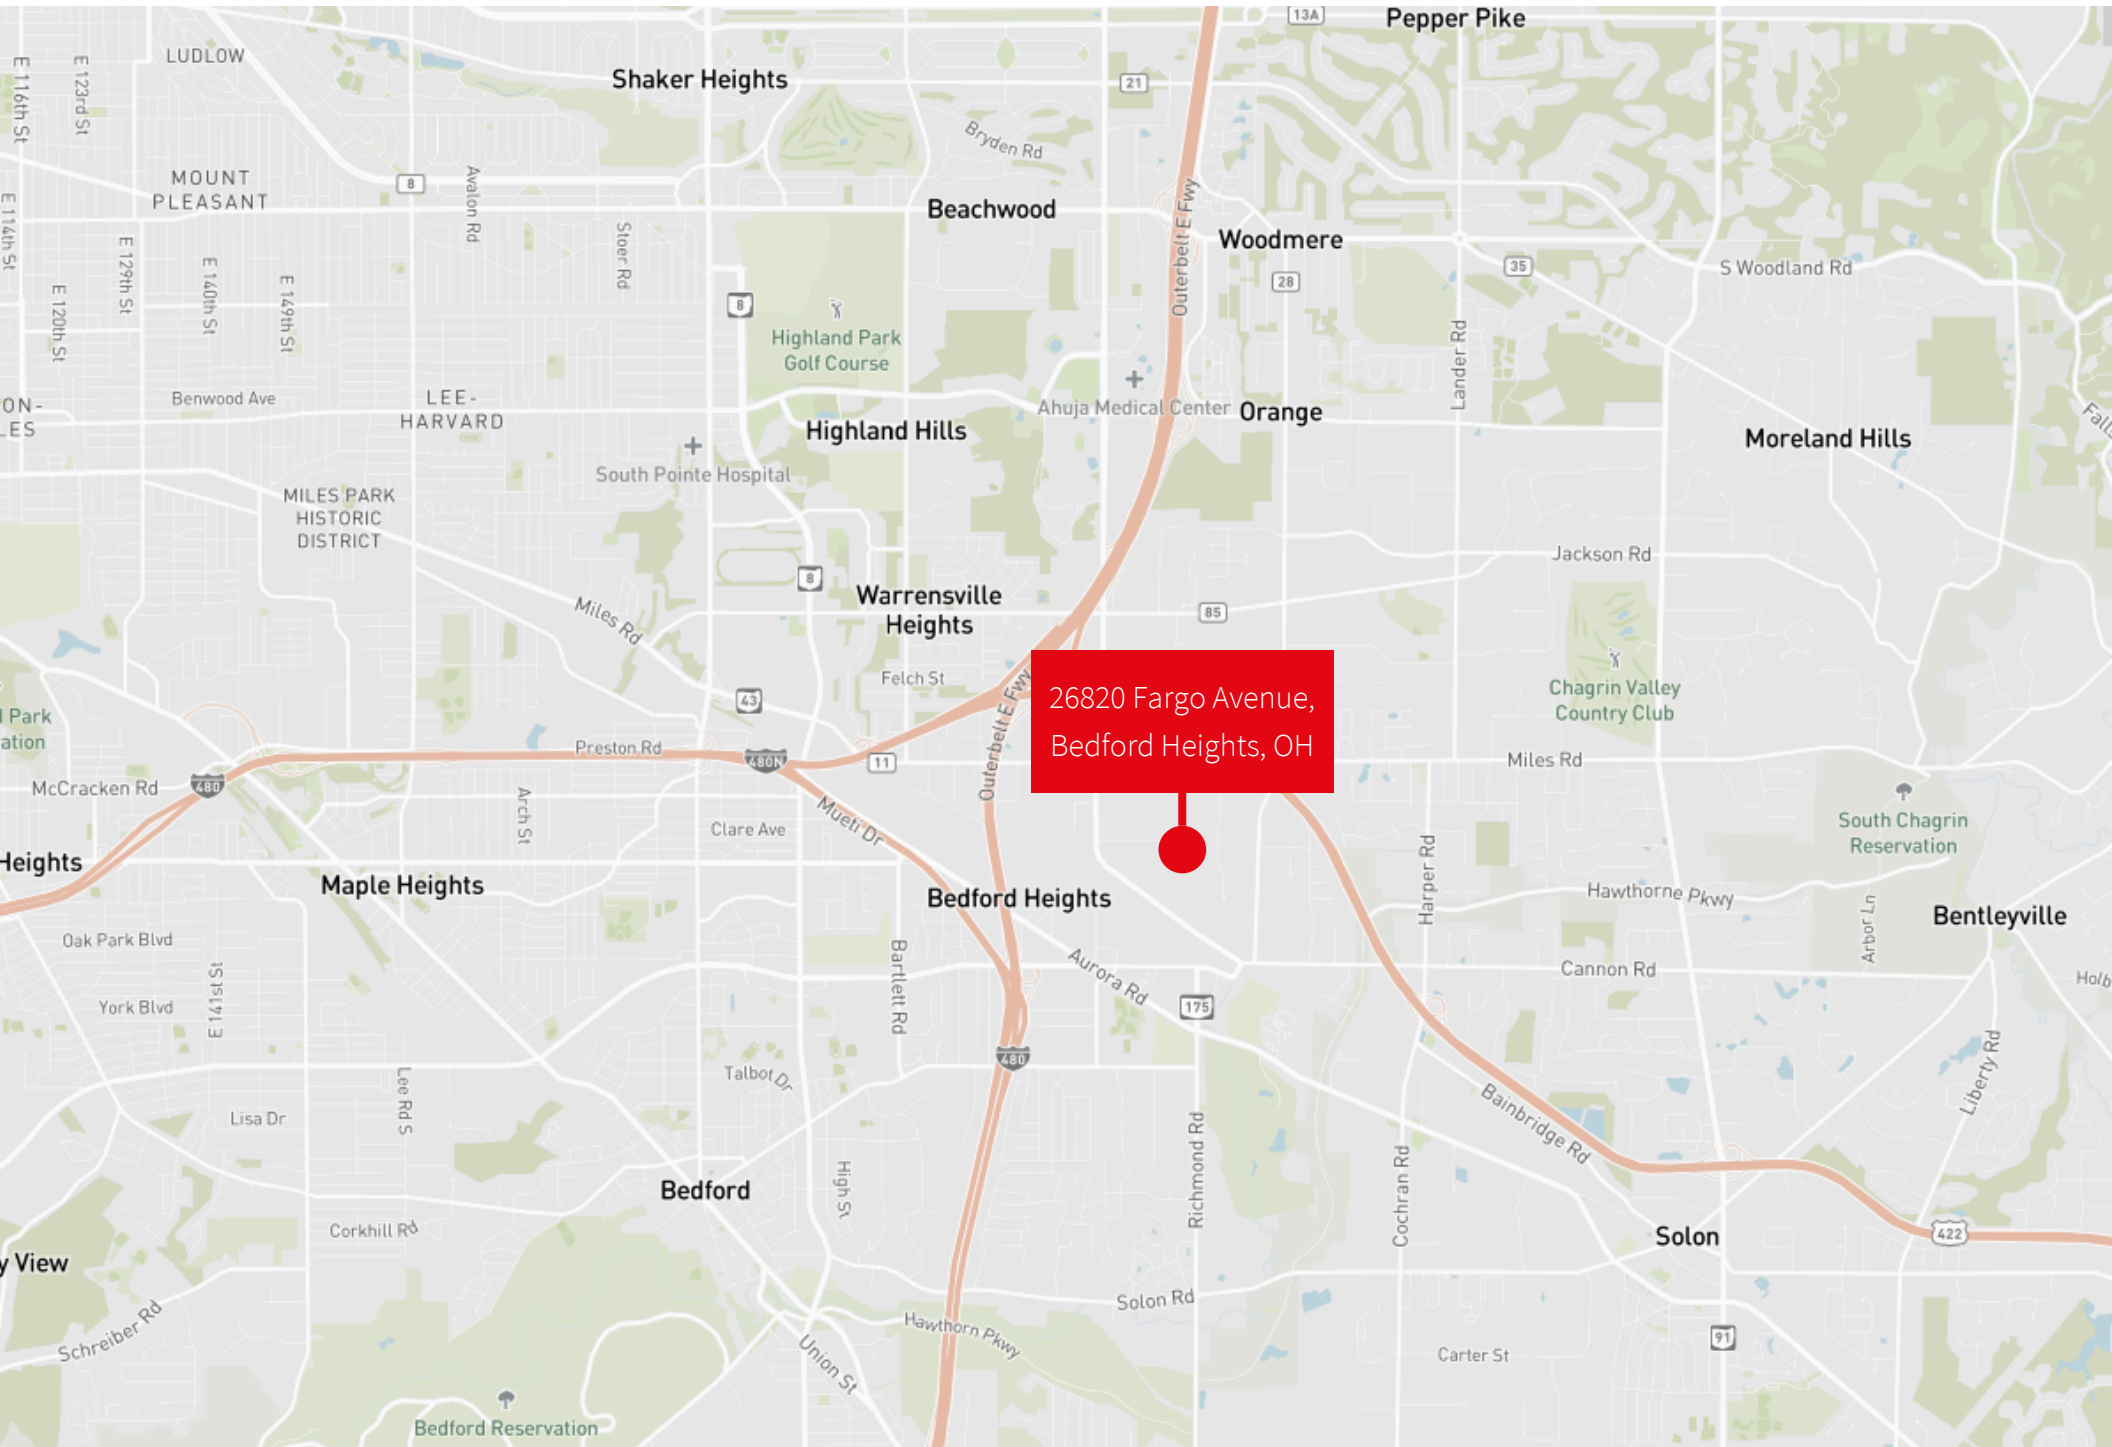 13A
Pepper Pike
LUDLOW
E 116th St
E 123rd St
Shaker Heights
21
Bryden Rd
MOUNT
PLEASANT
8
Avalon Rd
E 114th St
Beachwood
Outerbelt E Fwy
Woodmere
E 129th St
Stoer Rd
35
S Woodland Rd
E 140th St
E 149th St
E 120th St
28
8
Highland Park
Golf Course
Lander Rd
Benwood Ave
LEE-
HARVARD
ON-
LES
Ahuja Medical Center
Orange
Highland Hills
Moreland Hills
Falls
South Pointe Hospital
MILES PARK
HISTORIC
DISTRICT
Jackson Rd
8
Warrensville
Heights
Miles Rd
85
Felch St
43
Outerbelt E Fwy
26820 Fargo Avenue,
Bedford Heights, OH
Chagrin Valley
Country Club
d Park
ation
Preston Rd
480N
11
Miles Rd
McCracken Rd
480
Arch St
Clare Ave
Mueti Dr
South Chagrin
Reservation
Heights
Maple Heights
Bedford Heights
Harper Rd
Hawthorne Pkwy
Arbor Ln
Bentleyville
Oak Park Blvd
Bartlett Rd
Aurora Rd
Cannon Rd
Holb
York Blvd
E 141st St
175
480
Talbot Dr
Lee Rd S
Lisa Dr
Liberty Rd
Bainbridge Rd
Richmond Rd
Cochran Rd
Bedford
High St
Corkhill Rd
Solon
422
y View
Solon Rd
Schreiber Rd
Hawthorn Pkwy
Union St
91
Carter St
Bedford Reservation